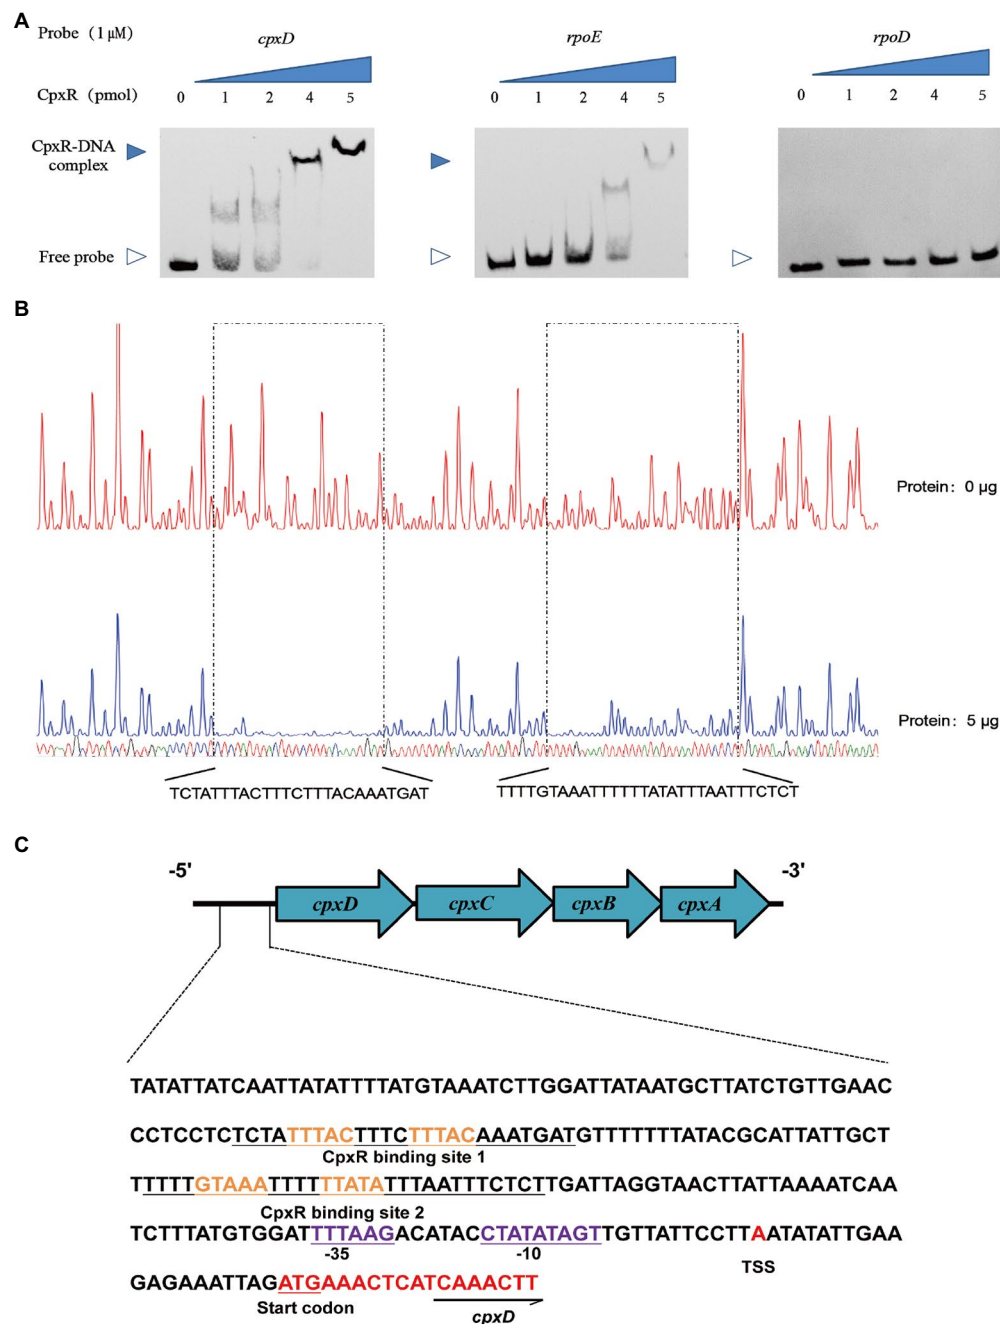 A
Probe（1 μM） cpxD rpoE rpoD
CpxR (pmol) 0 1 2 4 5 0 1 2 4 5 0 1 2 4 5
CpxR-DNA
complex
Free probe
B
Protein: 0 μg
Protein: 5 μg
TCTATTTACTTTCTTTACAAATGAT TTTTGTAAATTTTTTATATTTAATTTCTCT
C
-5' -3'
cpxD cpxC cpxB cpxA
TATATTATCAATTATATTTTATGTAAATCTTGGATTATAATGCTTATCTGTTGAAC
CCTCCTCTCTATTTACTTTCTTTACAAATGATGTTTTTTTATACGCATTATTGCT
CpxR binding site 1
TTTTTGTAAATTTTTTATATTTAATTTCTCTTGATTAGGTAACTTATTAAAATCAA
CpxR binding site 2
TCTTTATGTGGATTTTAAGACATACCTATATAGTTGTTATTCCTTAATATATTGAA
-35 -10 TSS
GAGAAATTAGATGAAACTCATCAAACTT
Start codon cpxD